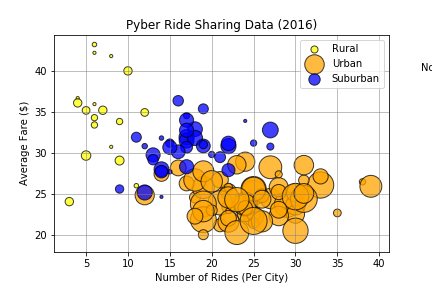 Pyber Ride Sharing Data (2016)
Average Fare ($)
40
35
30
25
20
Rural
Urban
Suburban
No
5 10 15 20 25 30 35 40
Number of Rides (Per City)